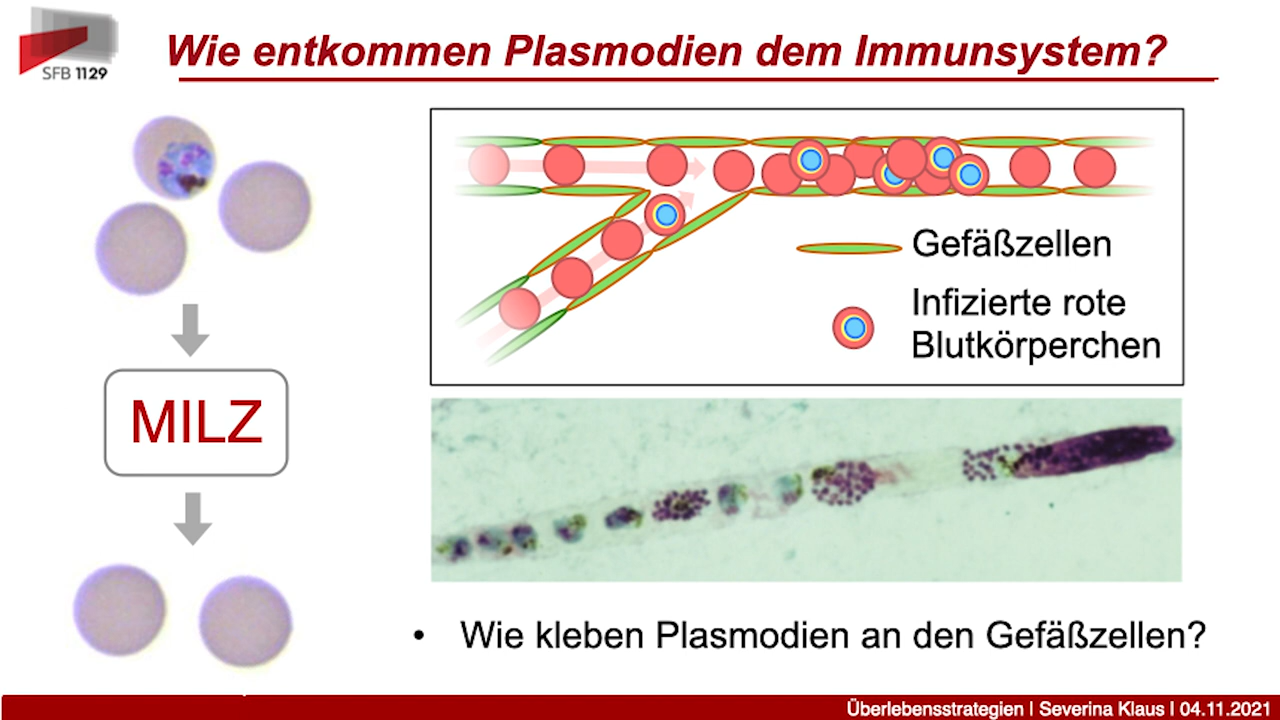 SFB 1129
Wie entkommen Plasmodien dem Immunsystem?
MILZ
Gefäßzellen
Infizierte rote
Blutkörperchen
• Wie kleben Plasmodien an den Gefäßzellen?
Überlebensstrategien I Severina Klaus I 04.11.2021